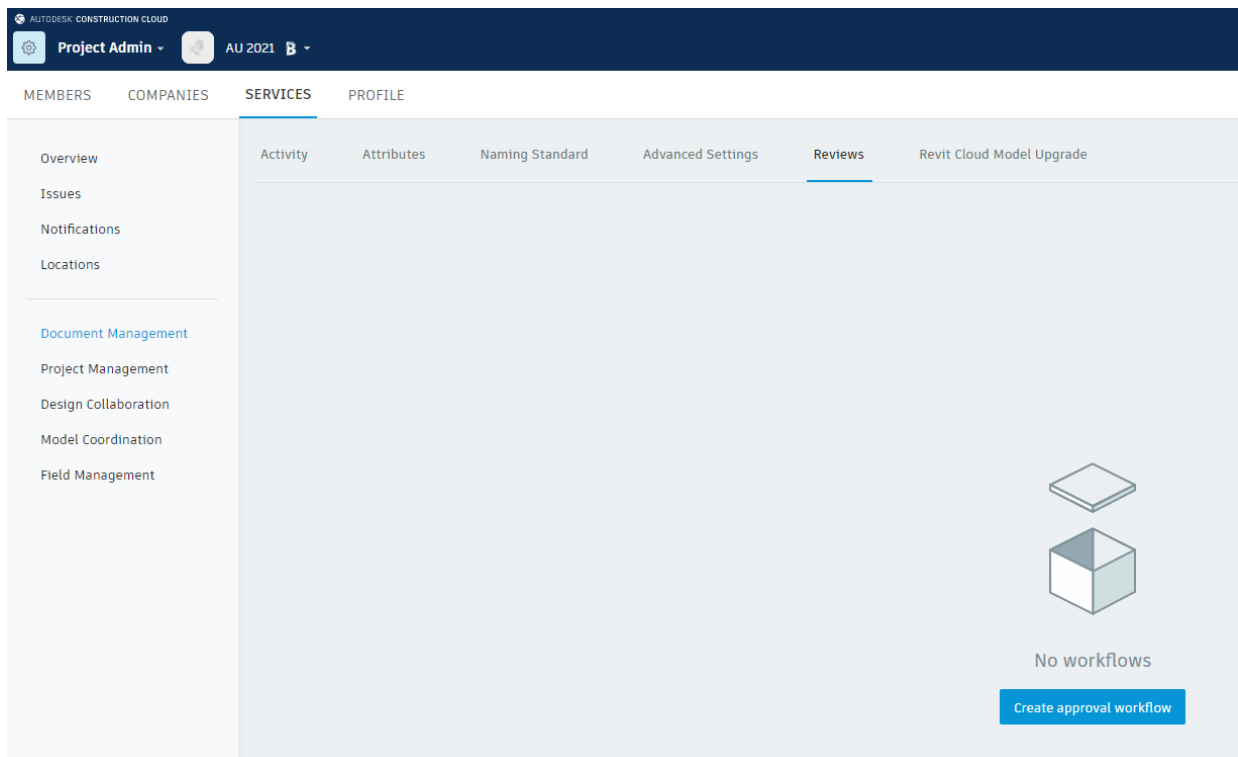 AUTODESK CONSTRUCTION CLOUD
Project Admin AU 2021 B
MEMBERS COMPANIES SERVICES PROFILE
Activity Attributes Naming Standard Advanced Settings Reviews Revit Cloud Model Upgrade
Overview
Issues
Notifications
Locations
Document Management
Project Management
Design Collaboration
Model Coordination
Field Management
No workflows
Create approval workflow